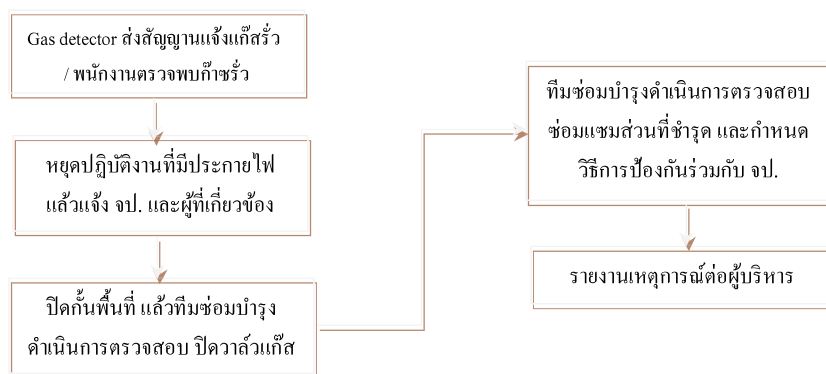 Gas detector ส่งสัญญานแจ้งแก๊สรั่ว
/ พนักงานตรวจพบก๊าซรั่ว
หยุดปฏิบัติงานที่มีประกายไฟ
แล้วแจ้ง จป. และผู้ที่เกี่ยวข้อง
ปิดกั้นพื้นที่ แล้วทีมซ่อมบำรุง
ดำเนินการตรวจสอบ ปิดวาล์วแก๊ส
ทีมซ่อมบำรุงดำเนินการตรวจสอบ
ซ่อมแซมส่วนที่ชำรุด และกำหนด
วิธีการป้องกันร่วมกับ จป.
รายงานเหตุการณ์ต่อผู้บริหาร